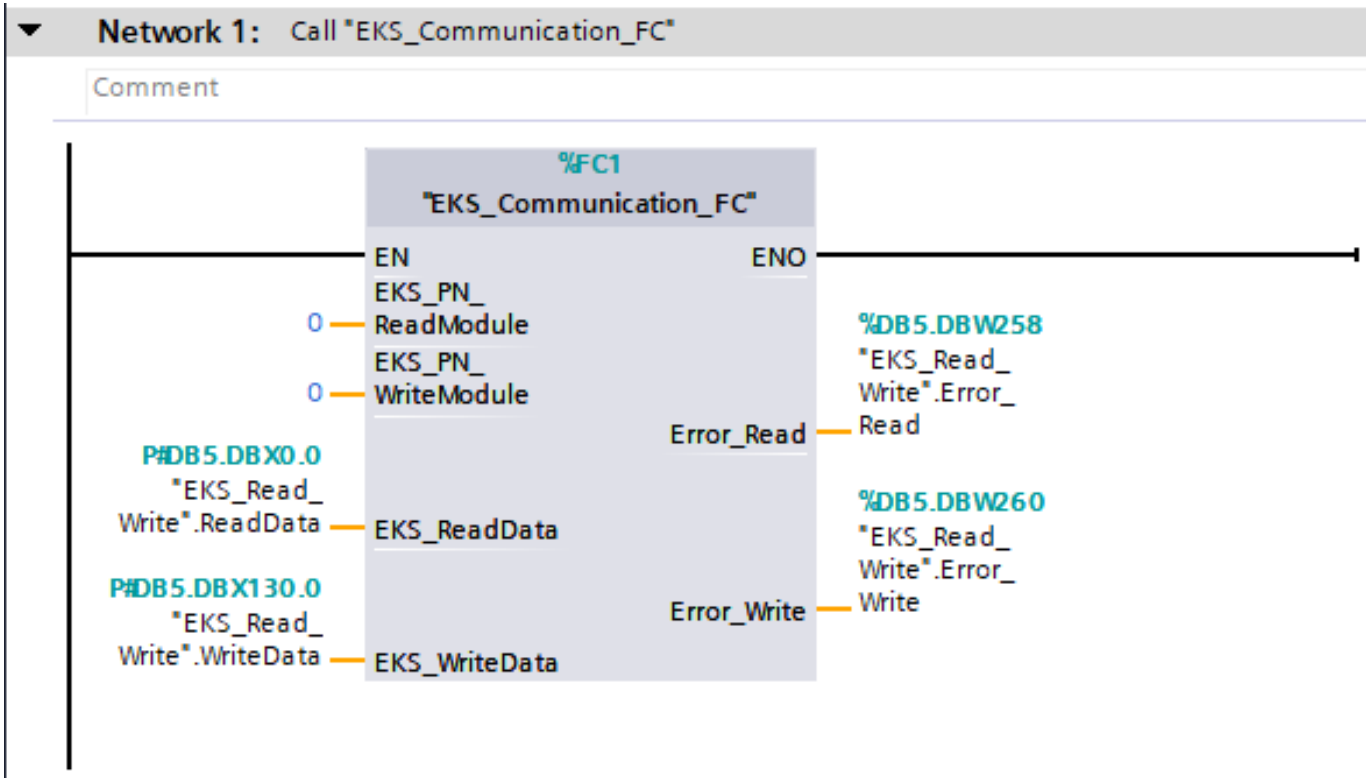 Network 1: Call "EKS_Communication_FC"
Comment
%FC1
"EKS_Communication_FC"
EN
ENO
EKS_PN_
0
ReadModule
EKS_PN_
0
WriteModule
%DB5.DBW258
"EKS_Read_
Write".Error_
Read
Error_Read
P#DB5.DBX0.0
"EKS_Read_
Write".ReadData
EKS_ReadData
%DB5.DBW260
"EKS_Read_
Write".Error_
Write
Error_Write
P#DB5.DBX130.0
"EKS_Read_
Write".WriteData
EKS_WriteData